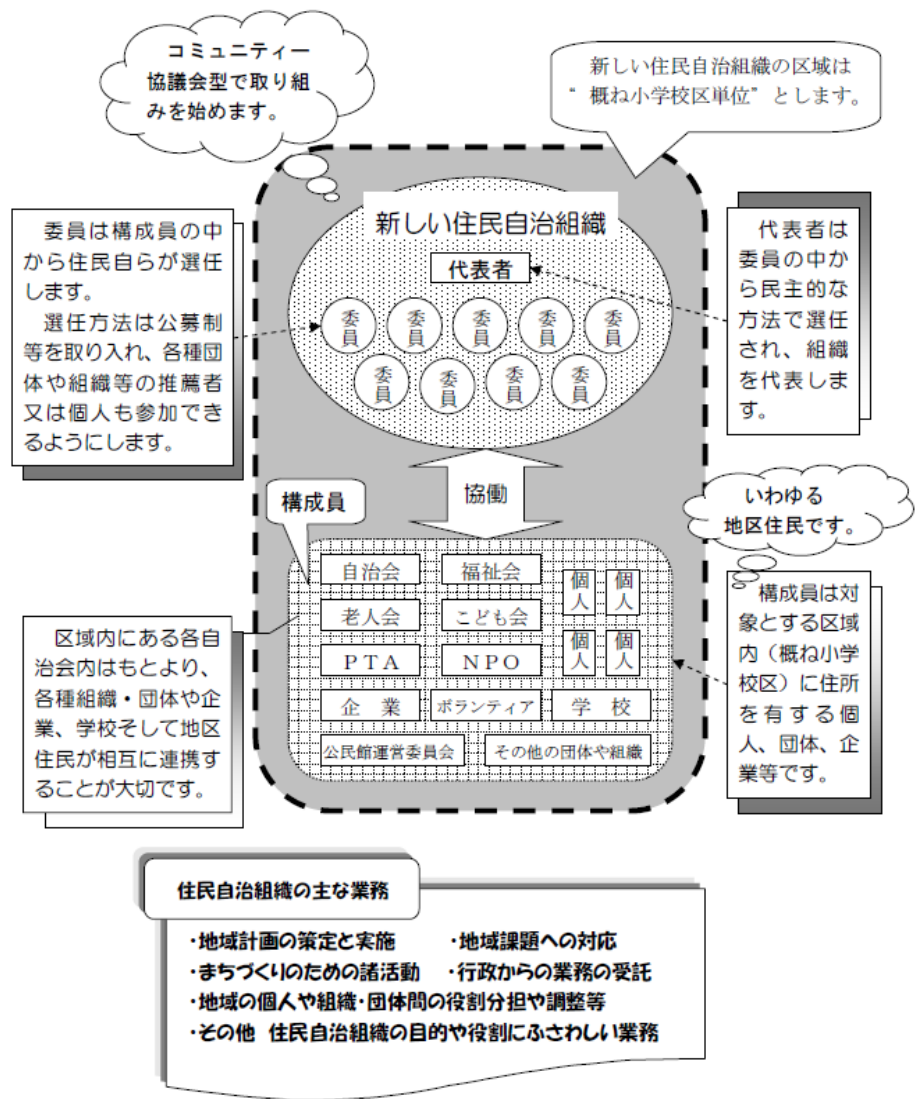 コミュニティー
協議会型で取り組
みを始めます。
新しい住民自治組織の区域は
“概ね小学校区単位”とします。
新しい住民自治組織
代表者
委員 委員 委員 委員 委員
委員 委員 委員 委員
委員は構成員の中
から住民自らが選任
します。
選任方法は公募制
等を取り入れ、各種団
体や組織等の推薦者
又は個人も参加でき
るようにします。
代表者は
委員の中か
ら民主的な
方法で選任
され、組織
を代表しま
す。
協働
構成員
いわゆる
地区住民です。
自治会 福祉会 個人 個人
老人会 こども会
PTA NPO 個人 個人
企業 ボランティア 学校
公民館運営委員会 その他の団体や組織
区域内にある各自
治会内はもとより、
各種組織・団体や企
業、学校そして地区
住民が相互に連携す
ることが大切です。
構成員は対
象とする区域
内（概ね小学
校区）に住所
を有する個
人、団体、企
業等です。
住民自治組織の主な業務
・地域計画の策定と実施 ・地域課題への対応
・まちづくりのための諸活動 ・行政からの業務の受託
・地域の個人や組織・団体間の役割分担や調整等
・その他 住民自治組織の目的や役割にふさわしい業務